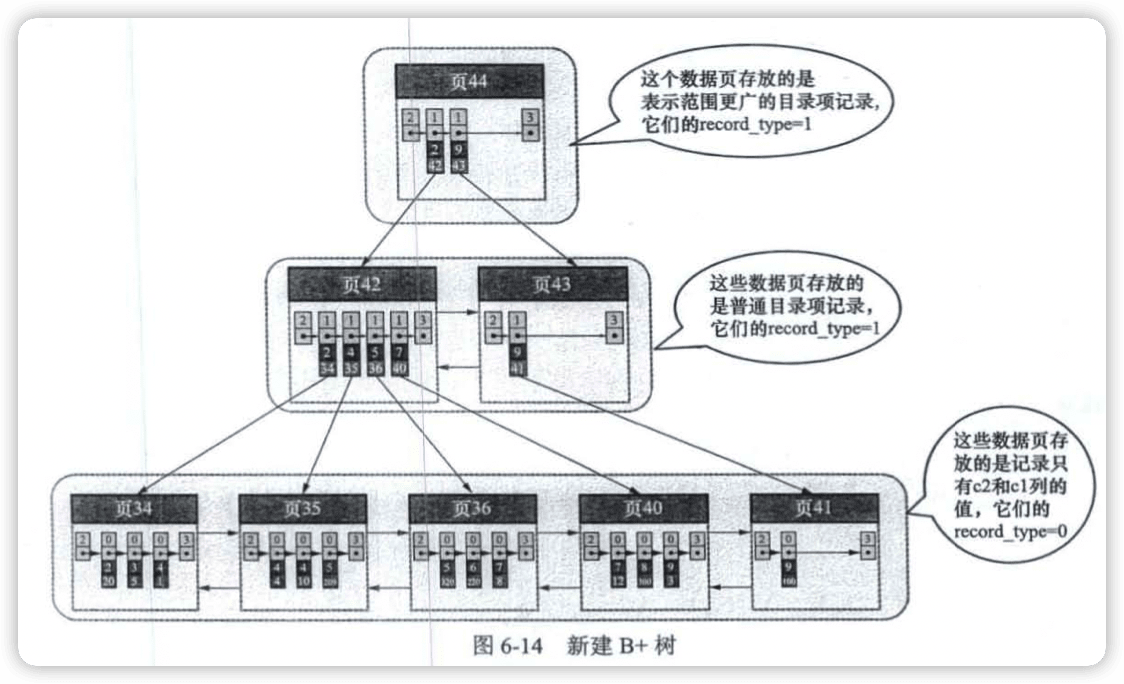 页44
2 1 1 3
2 9
42 43
这个数据页存放的是
表示范围更广的目录项记录,
它们的record_type=1
页42 页43
2 1 1 1 1 3 2 1 3
2 4 5 7 9
34 35 36 40 41
这些数据页存放的
是普通目录项记录，
它们的record_type=1
页34 页35 页36 页40 页41
2 0 0 0 3 2 0 0 0 3 2 0 0 0 3 2 0 0 0 3 2 0 3
2 3 4 4 4 5 5 6 7 7 8 9 9
20 5 1 4 10 209 320 220 8 12 100 3
这些数据页存
放的是记录只
有c2和c1列的
值，它们的
record_type=0
图 6-14 新建 B+ 树